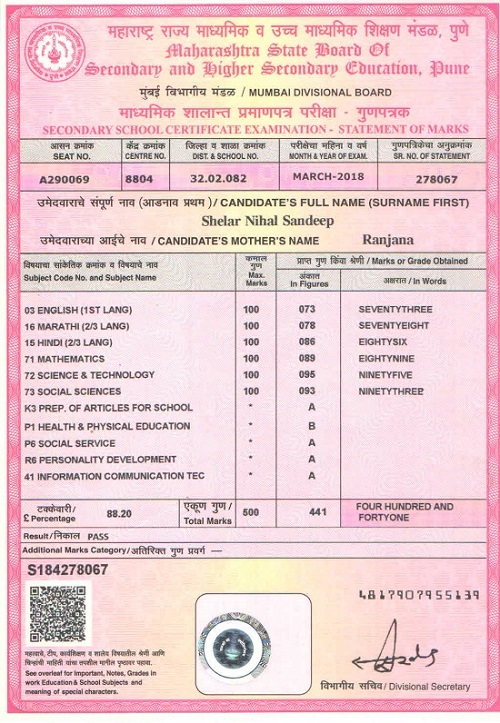 महाराष्ट्र राज्य माध्यमिक व उच्च माध्यमिक शिक्षण मंडळ, पुणे
Maharashtra State Board Of
Secondary and Higher Secondary Education, Pune
मुंबई विभागीय मंडळ / MUMBAI DIVISIONAL BOARD
माध्यमिक शालान्त प्रमाणपत्र परीक्षा - गुणपत्रक
SECONDARY SCHOOL CERTIFICATE EXAMINATION - STATEMENT OF MARKS
आसन क्रमांक केंद्र क्रमांक जिल्हा व शाळा क्रमांक परीक्षेचा महिना व वर्ष गुणपत्रिकेचा अनुक्रमांक
SEAT NO. CENTRE NO. DIST. & SCHOOL NO. MONTH & YEAR OF EXAM. SR. NO. OF STATEMENT
A290069 8804 32.02.082 MARCH-2018 278067
उमेदवाराचे संपूर्ण नाव (आडनाव प्रथम) / CANDIDATE'S FULL NAME (SURNAME FIRST)
Shelar Nihal Sandeep
उमेदवाराच्या आईचे नाव / CANDIDATE'S MOTHER'S NAME Ranjana
विषयाचा सांकेतिक क्रमांक व विषयाचे नाव
Subject Code No. and Subject Name
कमाल
गुण
Max.
Marks
प्राप्त गुण किंवा श्रेणी / Marks or Grade Obtained
अंकात
In Figures
अक्षरात / In Words
03 ENGLISH (1ST LANG) 100 073 SEVENTYTHREE
16 MARATHI (2/3 LANG) 100 078 SEVENTYEIGHT
15 HINDI (2/3 LANG) 100 086 EIGHTYSIX
71 MATHEMATICS 100 089 EIGHTYNINE
72 SCIENCE & TECHNOLOGY 100 095 NINETYFIVE
73 SOCIAL SCIENCES 100 093 NINETYTHREE
K3 PREP. OF ARTICLES FOR SCHOOL * A
P1 HEALTH & PHYSICAL EDUCATION * B
P6 SOCIAL SERVICE * A
R6 PERSONALITY DEVELOPMENT * A
41 INFORMATION COMMUNICATION TEC * A
टक्केवारी/
£ Percentage
88.20
एकूण गुण/
Total Marks
500
441
FOUR HUNDRED AND
FORTYONE
Result/निकाल PASS
Additional Marks Category/अतिरिक्त गुण प्रवर्ग —
S184278067
4817907955139
महत्वाचे, टीप, कार्यशिक्षण व शालेय विषयातील श्रेणी आणि
चिन्हांची माहिती यांचा तपशील मागील पृष्ठावर पहावा.
See overleaf for Important, Notes, Grades in
work Education & School Subjects and
meaning of special characters.
विभागीय सचिव / Divisional Secretary